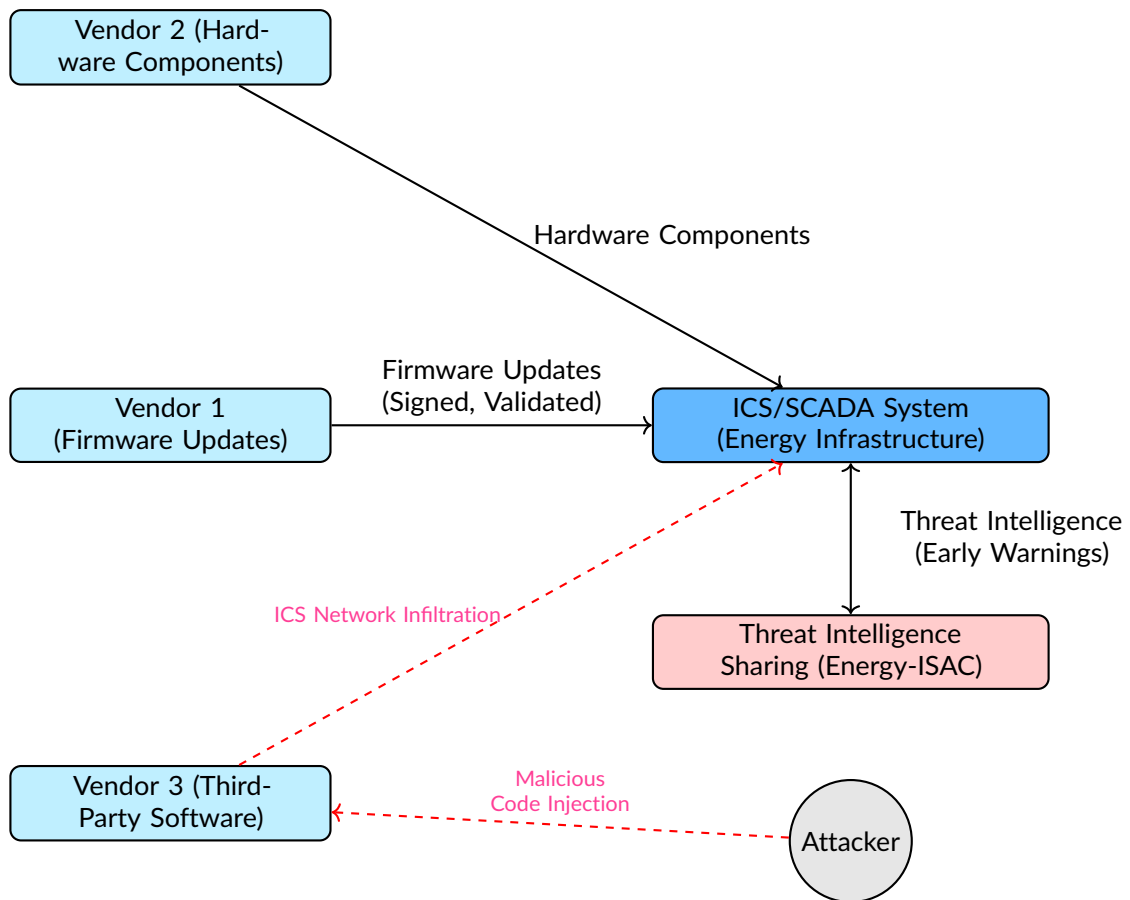 Vendor 2 (Hard-
ware Components)
Hardware Components
Firmware Updates
(Signed, Validated)
Vendor 1
(Firmware Updates)
ICS/SCADA System
(Energy Infrastructure)
Threat Intelligence
(Early Warnings)
ICS Network Infiltration
Threat Intelligence
Sharing (Energy-ISAC)
Vendor 3 (Third-
Party Software)
Malicious
Code Injection
Attacker